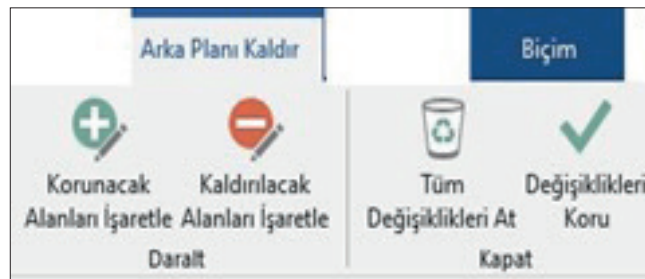 Arka Planı Kaldır
Biçim
Korunacak
Alanları İşaretle
Kaldırılacak
Alanları İşaretle
Tüm
Değişiklikleri At
Değişiklikleri
Koru
Daralt
Kapat